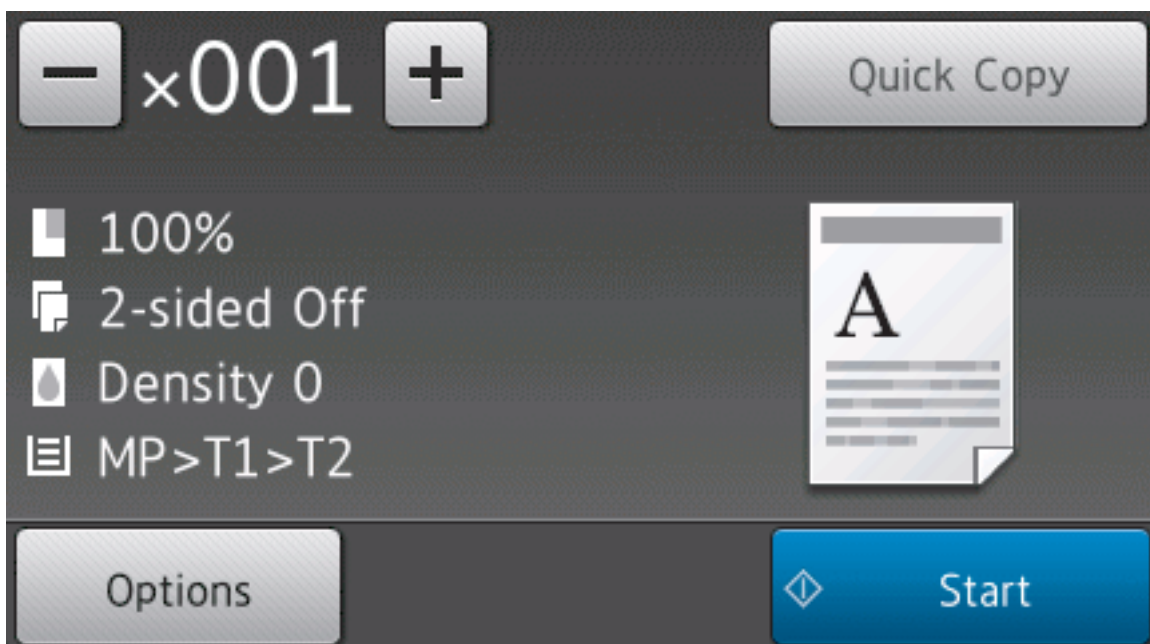 − ×001 + Quick Copy
100%
2-sided Off
Density 0
MP>T1>T2
A
Options
Start